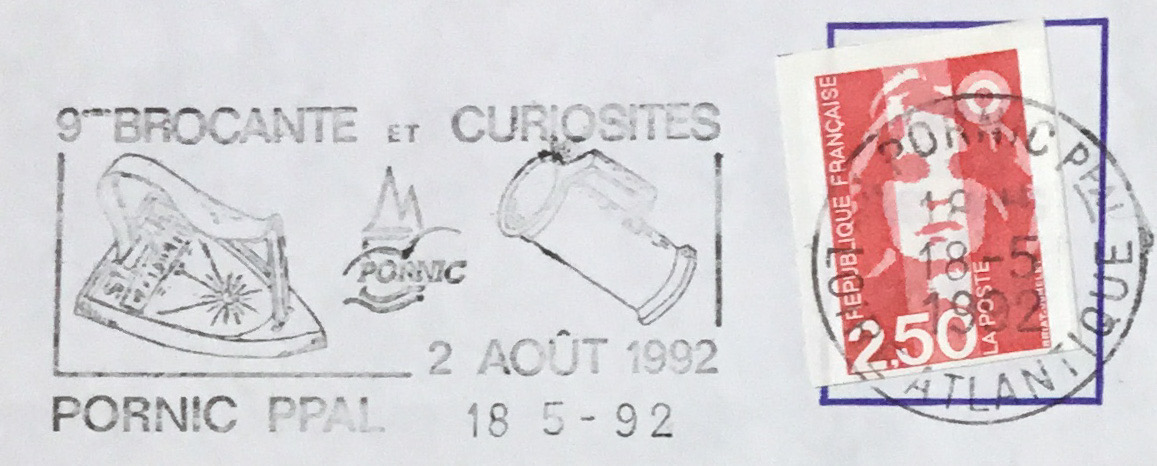 9ème BROCANTE ET CURIOSITES
PORNIC
2 AOÛT 1992
PORNIC PPAL 18 5-92
REPUBLIQUE FRANÇAISE
2,50
LA POSTE
PORNIC PPAL
18 H
18-5
1992
ATLANTIQUE